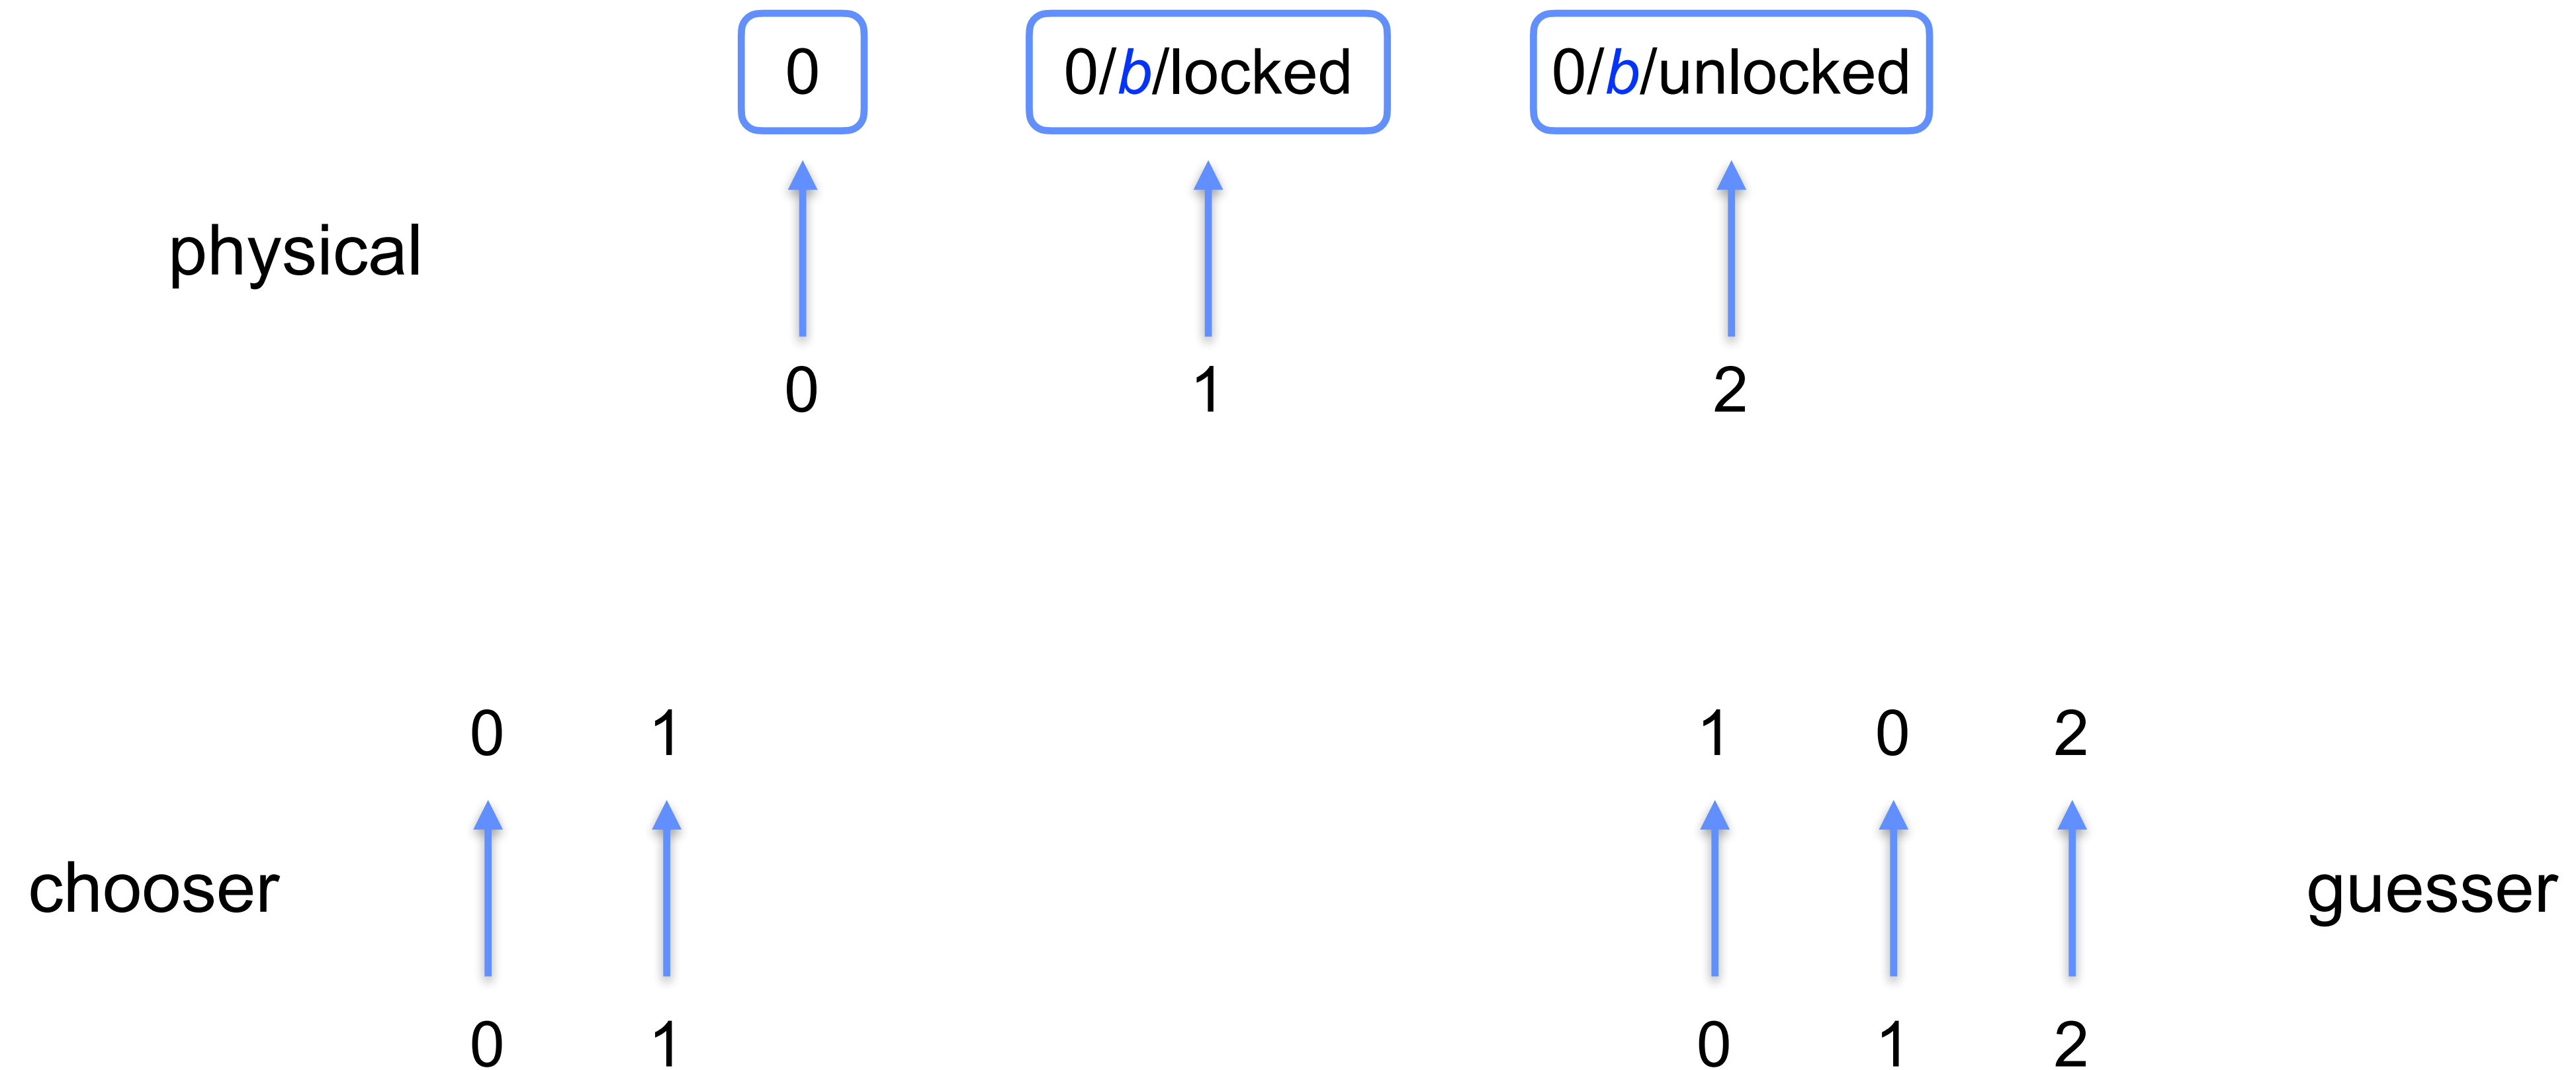 0 0/b/locked 0/b/unlocked
physical
0 1 2
0 1 1 0 2
chooser guesser
0 1 0 1 2